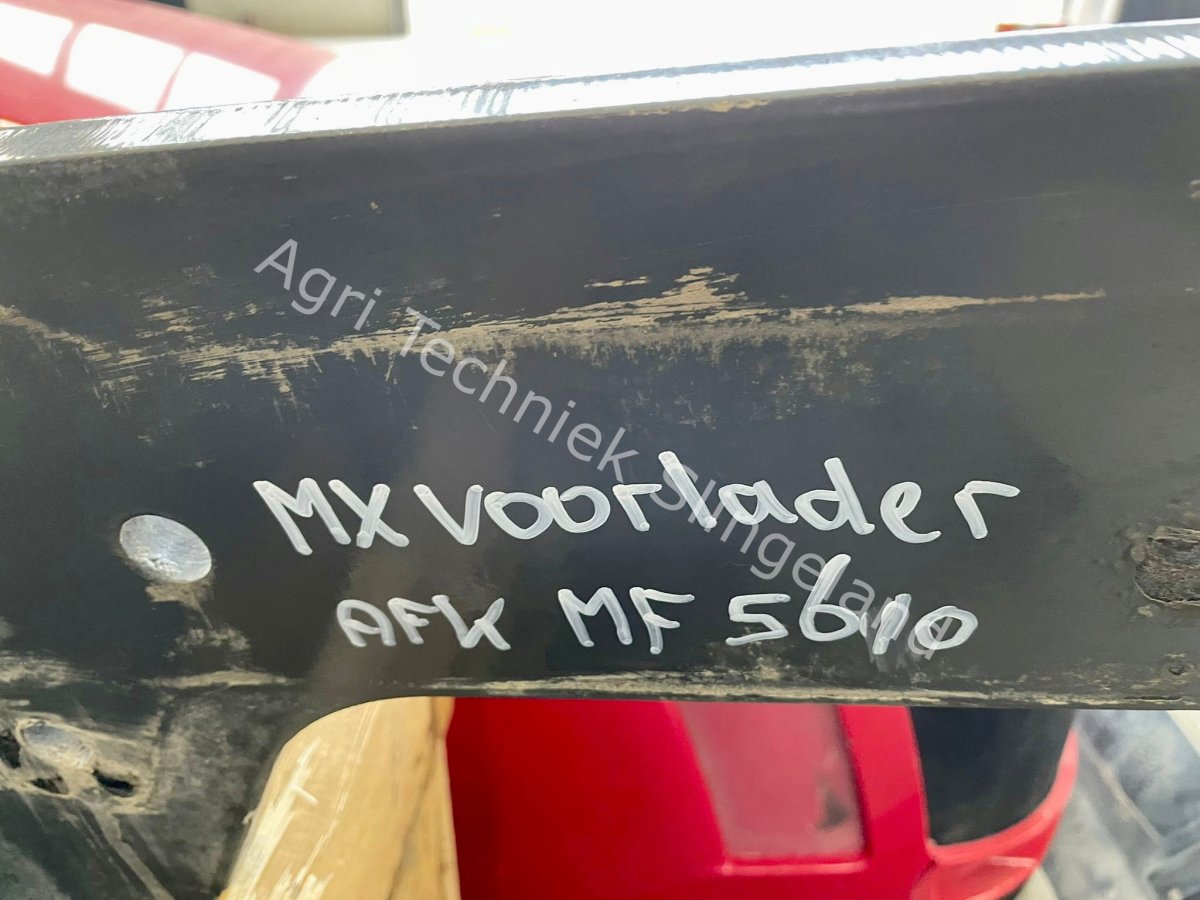 Agri Techniek Slingeland
MX Voorlader
AFK MF 5610